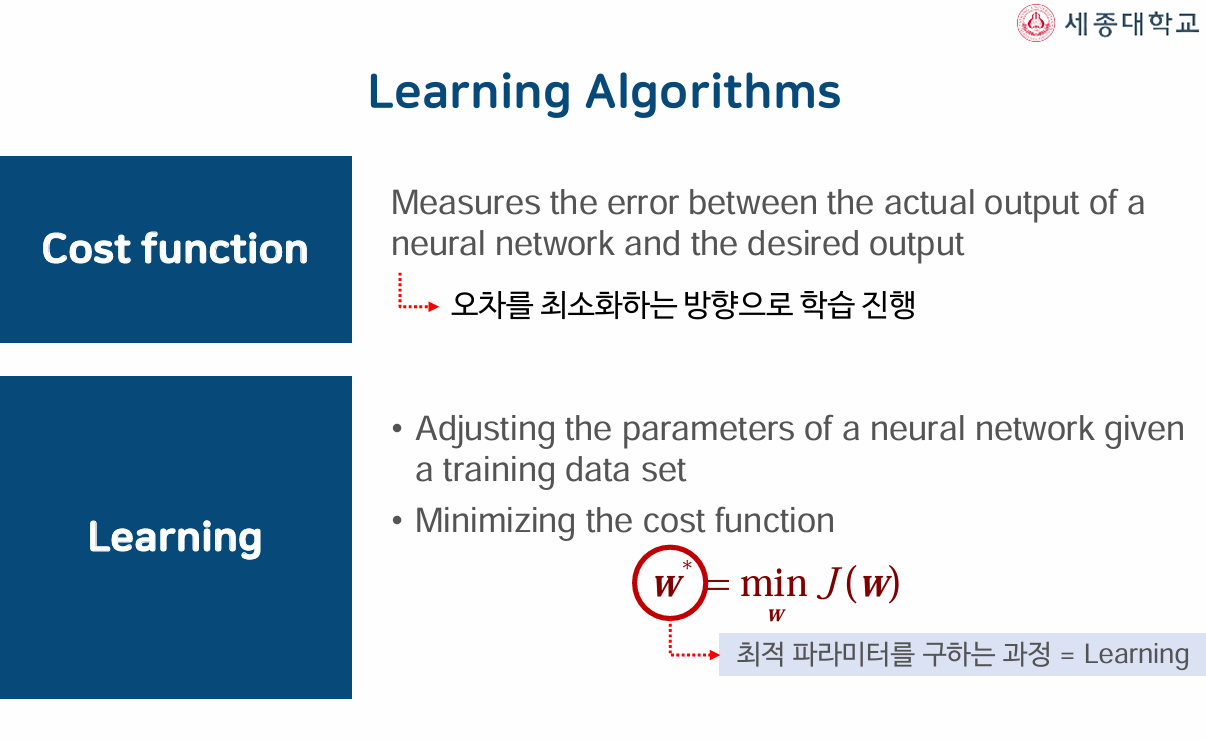 세종대학교
Learning Algorithms
Cost function
Measures the error between the actual output of a
neural network and the desired output
오차를 최소화하는 방향으로 학습 진행
Learning
• Adjusting the parameters of a neural network given
a training data set
• Minimizing the cost function
w* = min J(w)
w
최적 파라미터를 구하는 과정 = Learning